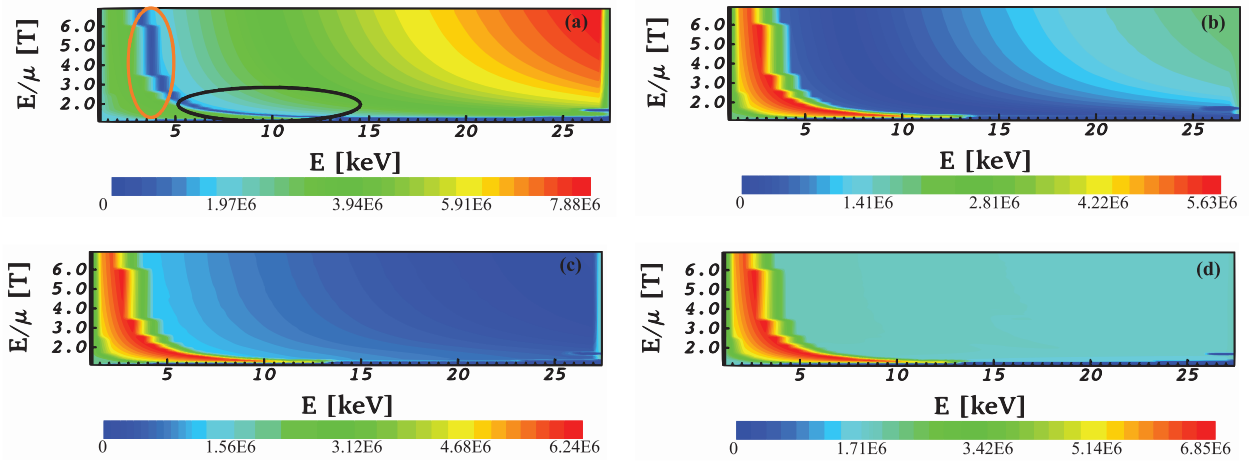 (a)
E/μ [T]
6.0
5.0
4.0
3.0
2.0
5 10 15 20 25
E [keV]
0 1.97E6 3.94E6 5.91E6 7.88E6
(b)
E/μ [T]
6.0
5.0
4.0
3.0
2.0
5 10 15 20 25
E [keV]
0 1.41E6 2.81E6 4.22E6 5.63E6
(c)
E/μ [T]
6.0
5.0
4.0
3.0
2.0
5 10 15 20 25
E [keV]
0 1.56E6 3.12E6 4.68E6 6.24E6
(d)
E/μ [T]
6.0
5.0
4.0
3.0
2.0
5 10 15 20 25
E [keV]
0 1.71E6 3.42E6 5.14E6 6.85E6